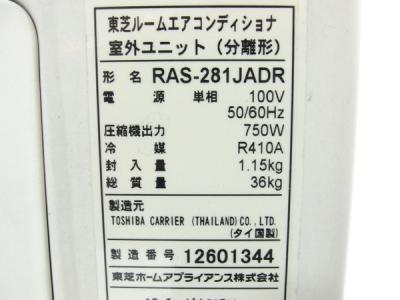 東芝ルームエアコンディショナ
室外ユニット（分離形）
形 名 RAS-281JADR
電 源 単相 100V
50/60Hz
圧縮機出力 750W
冷 媒 R410A
封 入 量 1.15kg
総 質 量 36kg
製造元
TOSHIBA CARRIER (THAILAND) CO., LTD.
(タイ国製)
製 造 番 号 12601344
東芝ホームアプライアンス株式会社